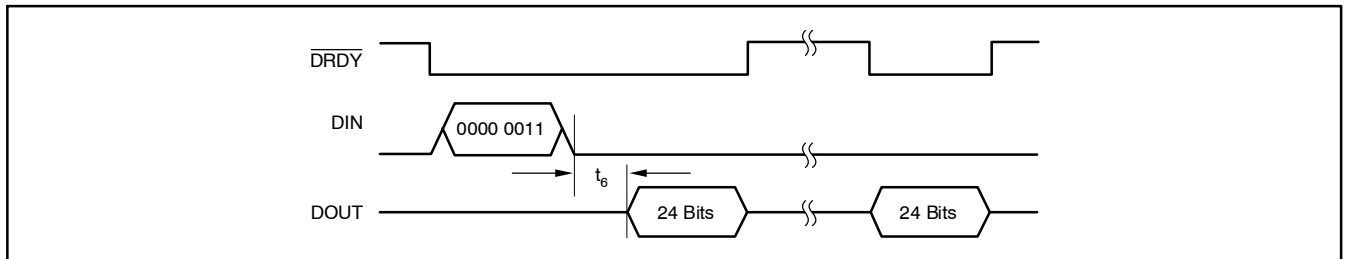 DRDY
DIN
0000 0011
t6
DOUT
24 Bits
24 Bits